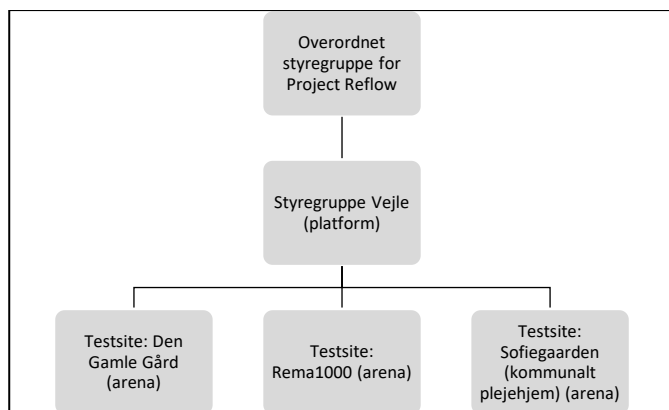 Overordnet
styregruppe for
Project Reflow
Styregruppe Vejle
(platform)
Testsite: Den
Gamle Gård
(arena)
Testsite:
Rema1000 (arena)
Testsite:
Sofiegaarden
(kommunalt
plejehjem) (arena)